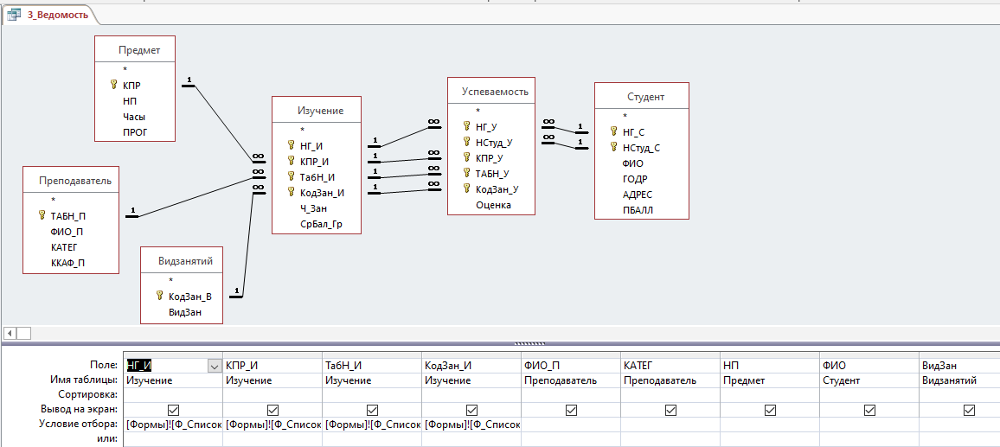 З_Ведомость
Предмет
*
КПР
НП
Часы
ПРОГ
Преподаватель
*
ТАБН_П
ФИО_П
КАТЕГ
ККАФ_П
Видзанятий
*
КодЗан_В
ВидЗан
Изучение
*
НГ_И
КПР_И
ТабН_И
КодЗан_И
Ч_Зан
СрБал_Гр
Успеваемость
*
НГ_У
НСтуд_У
КПР_У
ТАБН_У
КодЗан_У
Оценка
Студент
*
НГ_С
НСтуд_С
ФИО
ГОДР
АДРЕС
ПБАЛЛ
1 ∞
1 ∞
1 ∞
1 ∞
1 ∞
1 ∞
1 ∞
∞ 1
∞ 1
Поле: НГ_И КПР_И ТабН_И КодЗан_И ФИО_П КАТЕГ НП ФИО ВидЗан
Имя таблицы: Изучение Изучение Изучение Изучение Преподаватель Преподаватель Предмет Студент Видзанятий
Сортировка:
Вывод на экран:
Условие отбора: [Формы]![Ф_Список [Формы]![Ф_Список [Формы]![Ф_Список [Формы]![Ф_Список
или: